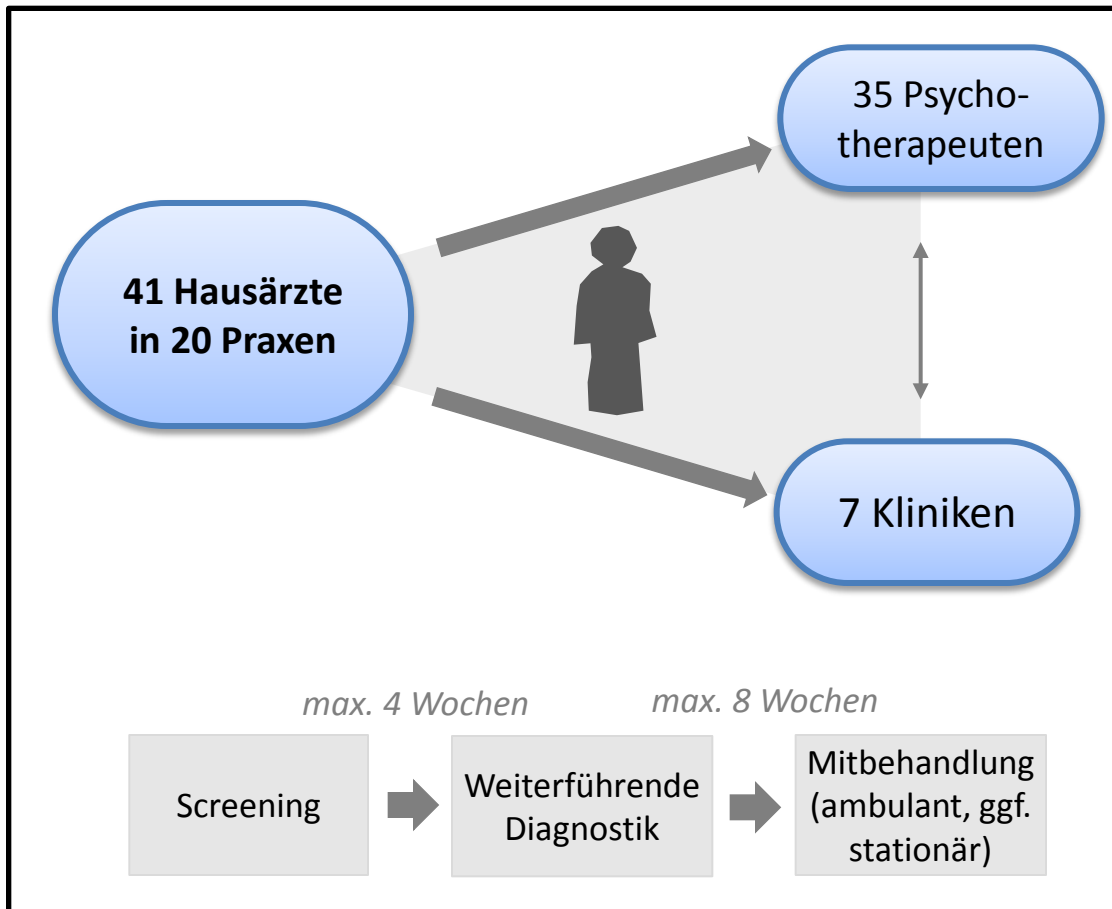 35 Psycho-
therapeuten
41 Hausärzte
in 20 Praxen
7 Kliniken
max. 4 Wochen
max. 8 Wochen
Screening
Weiterführende
Diagnostik
Mitbehandlung
(ambulant, ggf.
stationär)